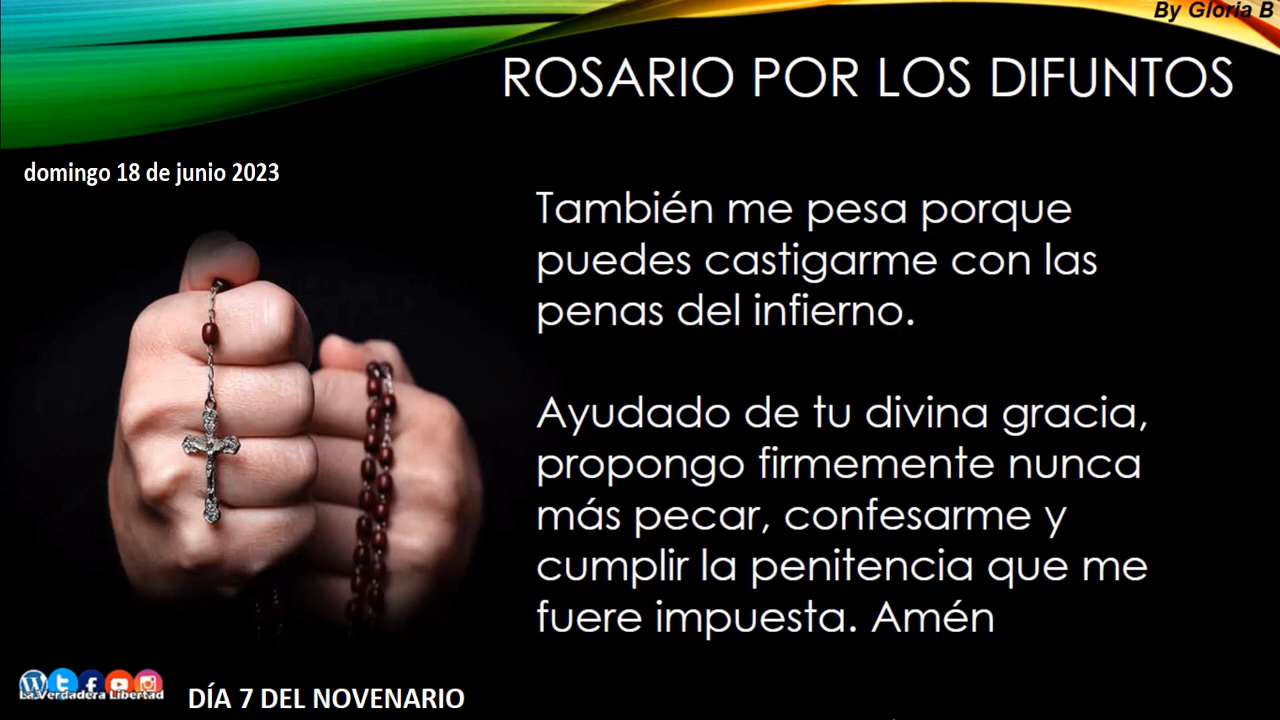 By Gloria B
ROSARIO POR LOS DIFUNTOS
domingo 18 de junio 2023
También me pesa porque
puedes castigarme con las
penas del infierno.
Ayudado de tu divina gracia,
propongo firmemente nunca
más pecar, confesarme y
cumplir la penitencia que me
fuere impuesta. Amén
La Verdadera Libertad
DÍA 7 DEL NOVENARIO